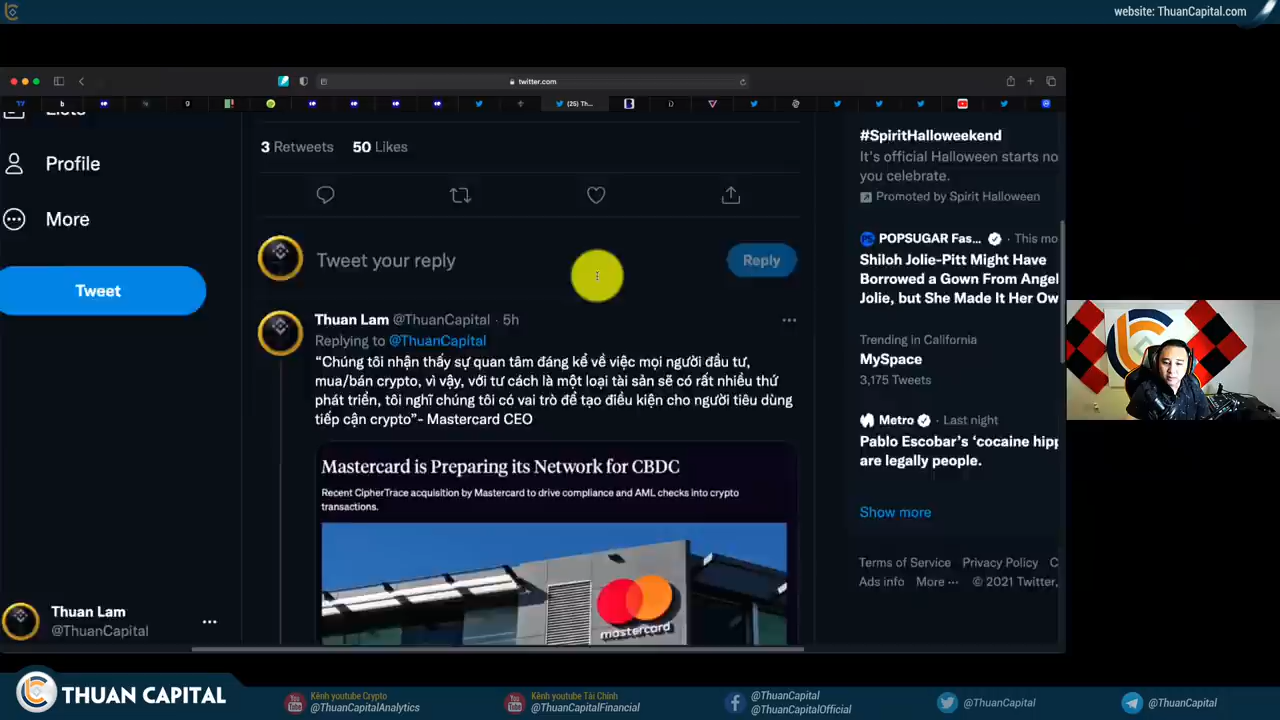 website: ThuanCapital.com
twitter.com
(25) Th...
Lists
Profile
More
Tweet
Thuan Lam
@ThuanCapital
3 Retweets 50 Likes
Tweet your reply
Reply
Thuan Lam @ThuanCapital · 5h
Replying to @ThuanCapital
“Chúng tôi nhận thấy sự quan tâm đáng kể về việc mọi người đầu tư,
mua/bán crypto, vì vậy, với tư cách là một loại tài sản sẽ có rất nhiều thứ
phát triển, tôi nghĩ chúng tôi có vai trò để tạo điều kiện cho người tiêu dùng
tiếp cận crypto”- Mastercard CEO
Mastercard is Preparing its Network for CBDC
Recent CipherTrace acquisition by Mastercard to drive compliance and AML checks into crypto
transactions.
mastercard
#SpiritHalloweekend
It's official Halloween starts no
you celebrate.
Promoted by Spirit Halloween
POPSUGAR Fas... · This mo
Shiloh Jolie-Pitt Might Have
Borrowed a Gown From Angel
Jolie, but She Made It Her Ow
Trending in California
MySpace
3,175 Tweets
Metro · Last night
Pablo Escobar’s ‘cocaine hipp
are legally people.
Show more
Terms of Service Privacy Policy C
Ads info More ··· © 2021 Twitter,
THUAN CAPITAL
Kênh youtube Crypto
@ThuanCapitalAnalytics
Kênh youtube Tài Chính
@ThuanCapitalFinancial
@ThuanCapital
@ThuanCapitalOfficial
@ThuanCapital
@ThuanCapital